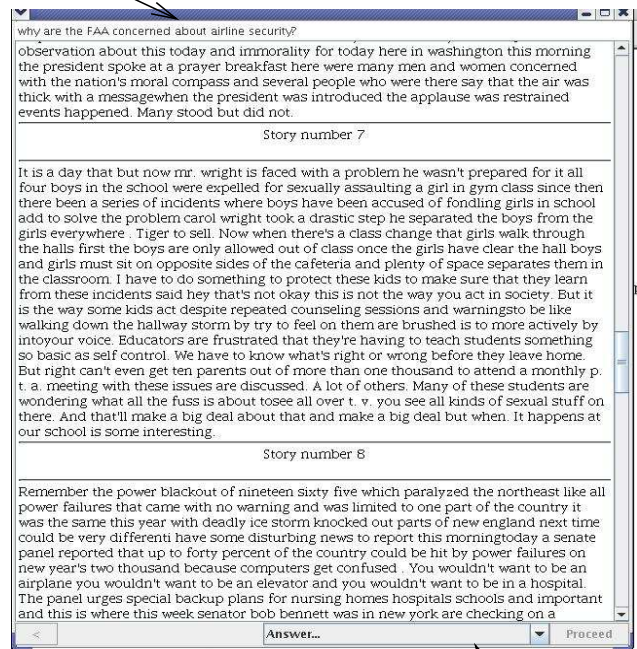 why are the FAA concerned about airline security?
observation about this today and immorality for today here in washington this morning
the president spoke at a prayer breakfast here were many men and women concerned
with the nation's moral compass and several people who were there say that the air was
thick with a messagewhen the president was introduced the applause was restrained
events happened. Many stood but did not.
Story number 7
It is a day that but now mr. wright is faced with a problem he wasn't prepared for it all
four boys in the school were expelled for sexually assaulting a girl in gym class since then
there been a series of incidents where boys have been accused of fondling girls in school
add to solve the problem carol wright took a drastic step he separated the boys from the
girls everywhere . Tiger to sell. Now when there's a class change that girls walk through
the halls first the boys are only allowed out of class once the girls have clear the hall boys
and girls must sit on opposite sides of the cafeteria and plenty of space separates them in
the classroom. I have to do something to protect these kids to make sure that they learn
from these incidents said hey that's not okay this is not the way you act in society. But it
is the way some kids act despite repeated counseling sessions and warningsto be like
walking down the hallway storm by try to feel on them are brushed is to more actively by
intoyour voice. Educators are frustrated that they're having to teach students something
so basic as self control. We have to know what's right or wrong before they leave home.
But right can't even get ten parents out of more than one thousand to attend a monthly p.
t. a. meeting with these issues are discussed. A lot of others. Many of these students are
wondering what all the fuss is about tosee all over t. v. you see all kinds of sexual stuff on
there. And that'll make a big deal about that and make a big deal but when. It happens at
our school is some interesting.
Story number 8
Remember the power blackout of nineteen sixty five which paralyzed the northeast like all
power failures that came with no warning and was limited to one part of the country it
was the same this year with deadly ice storm knocked out parts of new england next time
could be very differenti have some disturbing news to report this morningtoday a senate
panel reported that up to forty percent of the country could be hit by power failures on
new year's two thousand because computers get confused . You wouldn't want to be an
airplane you wouldn't want to be an elevator and you wouldn't want to be in a hospital.
The panel urges special backup plans for nursing homes hospitals schools and important
and this is where this week senator bob bennett was in new york are checking on a
< Answer... Proceed